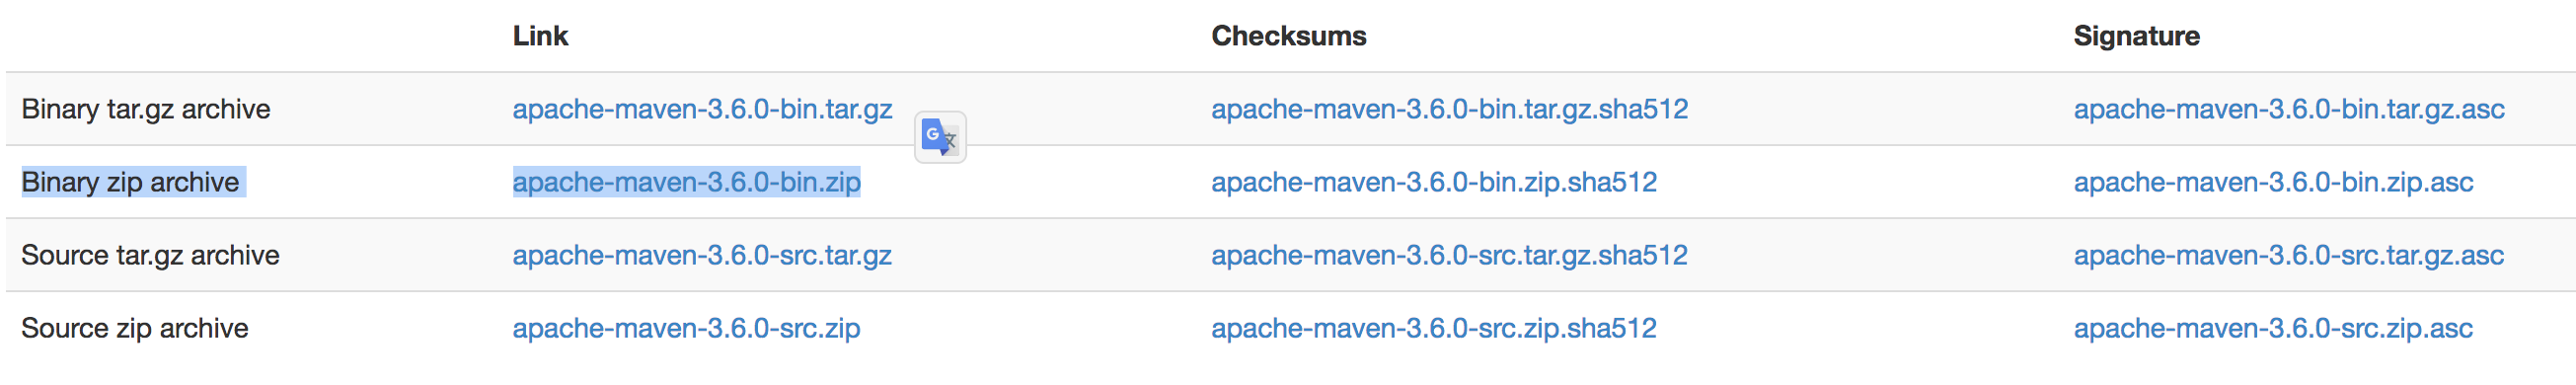 Link Checksums Signature
Binary tar.gz archive apache-maven-3.6.0-bin.tar.gz apache-maven-3.6.0-bin.tar.gz.sha512 apache-maven-3.6.0-bin.tar.gz.asc
G 文
Binary zip archive apache-maven-3.6.0-bin.zip apache-maven-3.6.0-bin.zip.sha512 apache-maven-3.6.0-bin.zip.asc
Source tar.gz archive apache-maven-3.6.0-src.tar.gz apache-maven-3.6.0-src.tar.gz.sha512 apache-maven-3.6.0-src.tar.gz.asc
Source zip archive apache-maven-3.6.0-src.zip apache-maven-3.6.0-src.zip.sha512 apache-maven-3.6.0-src.zip.asc